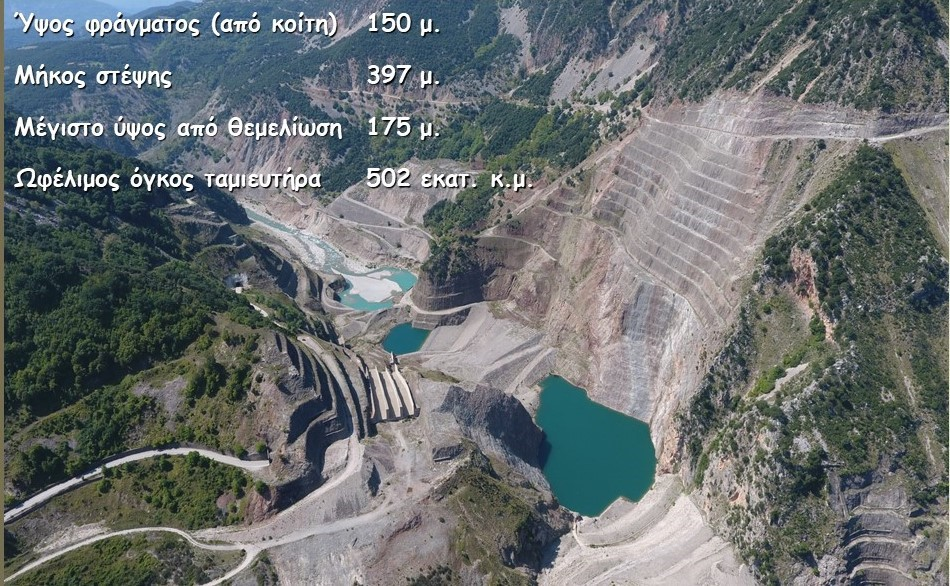 Ύψος φράγματος (από κοίτη) 150 μ.
Μήκος στέψης 397 μ.
Μέγιστο ύψος από θεμελίωση 175 μ.
Ωφέλιμος όγκος ταμιευτήρα 502 εκατ. κ.μ.